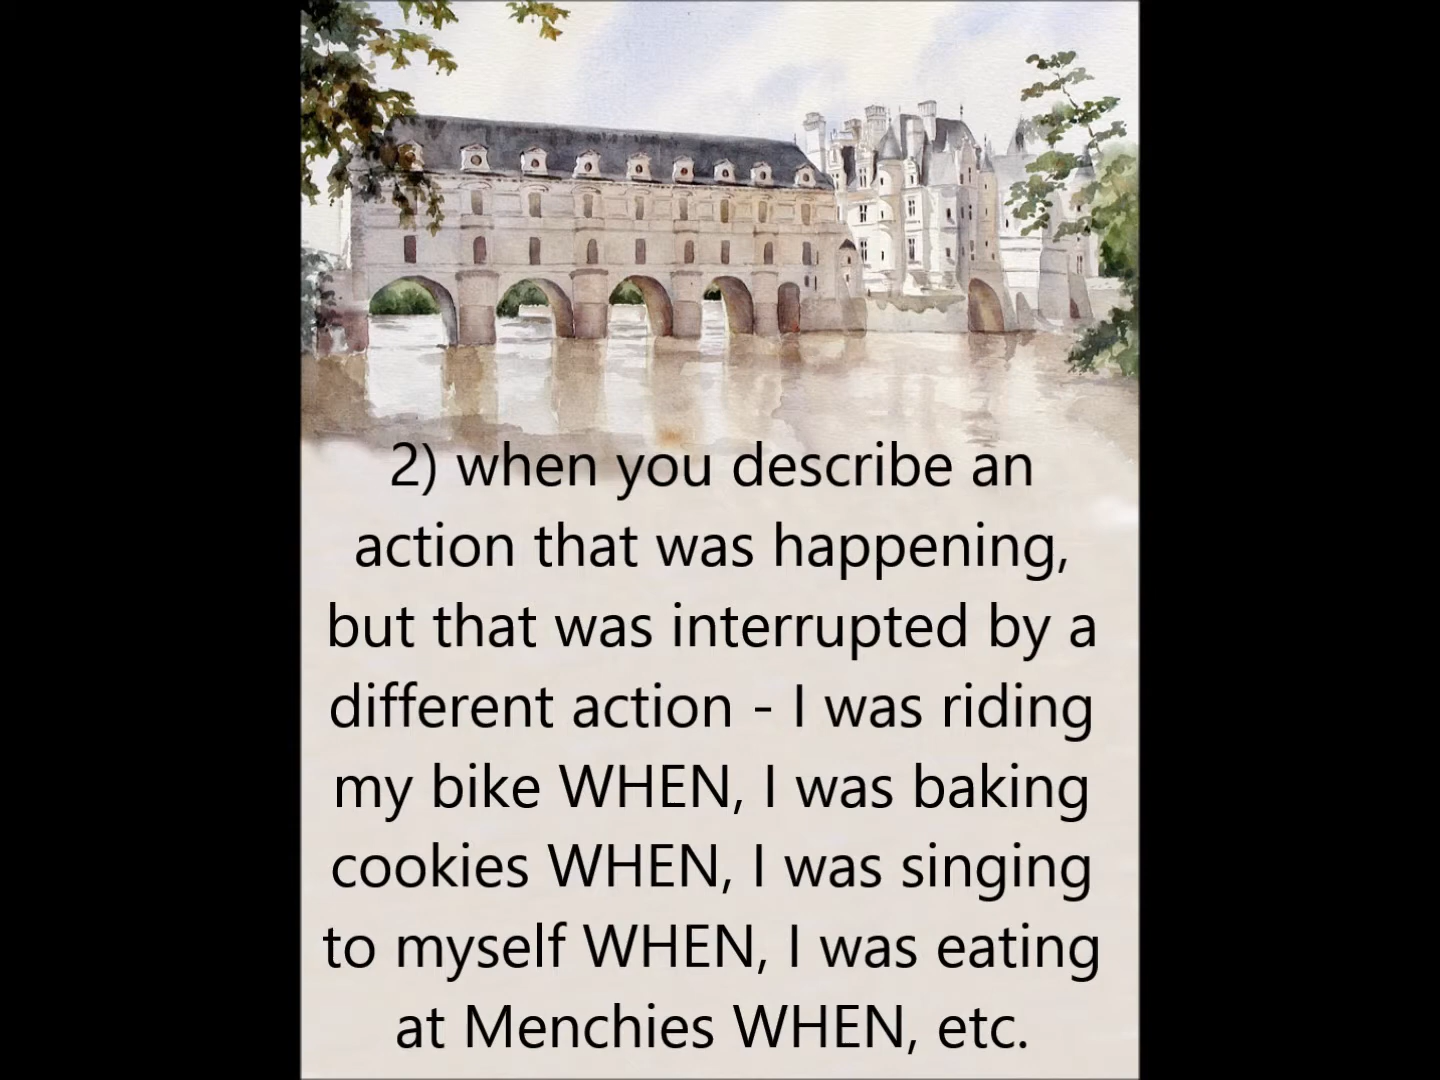 2) when you describe an
action that was happening,
but that was interrupted by a
different action - I was riding
my bike WHEN, I was baking
cookies WHEN, I was singing
to myself WHEN, I was eating
at Menchies WHEN, etc.